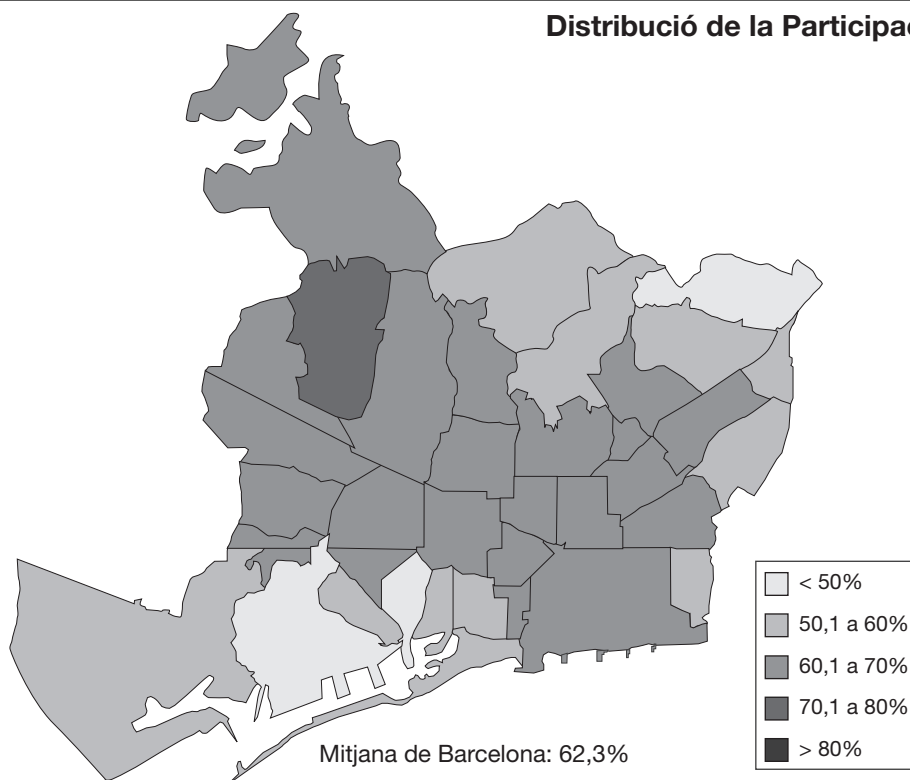 Distribució de la Participac
< 50%
50,1 a 60%
60,1 a 70%
70,1 a 80%
> 80%
Mitjana de Barcelona: 62,3%